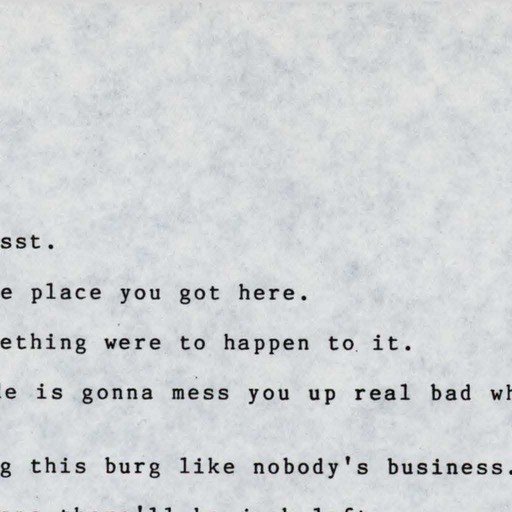 sst.
e place you got here.
ething were to happen to it.
le is gonna mess you up real bad wh
g this burg like nobody's business.